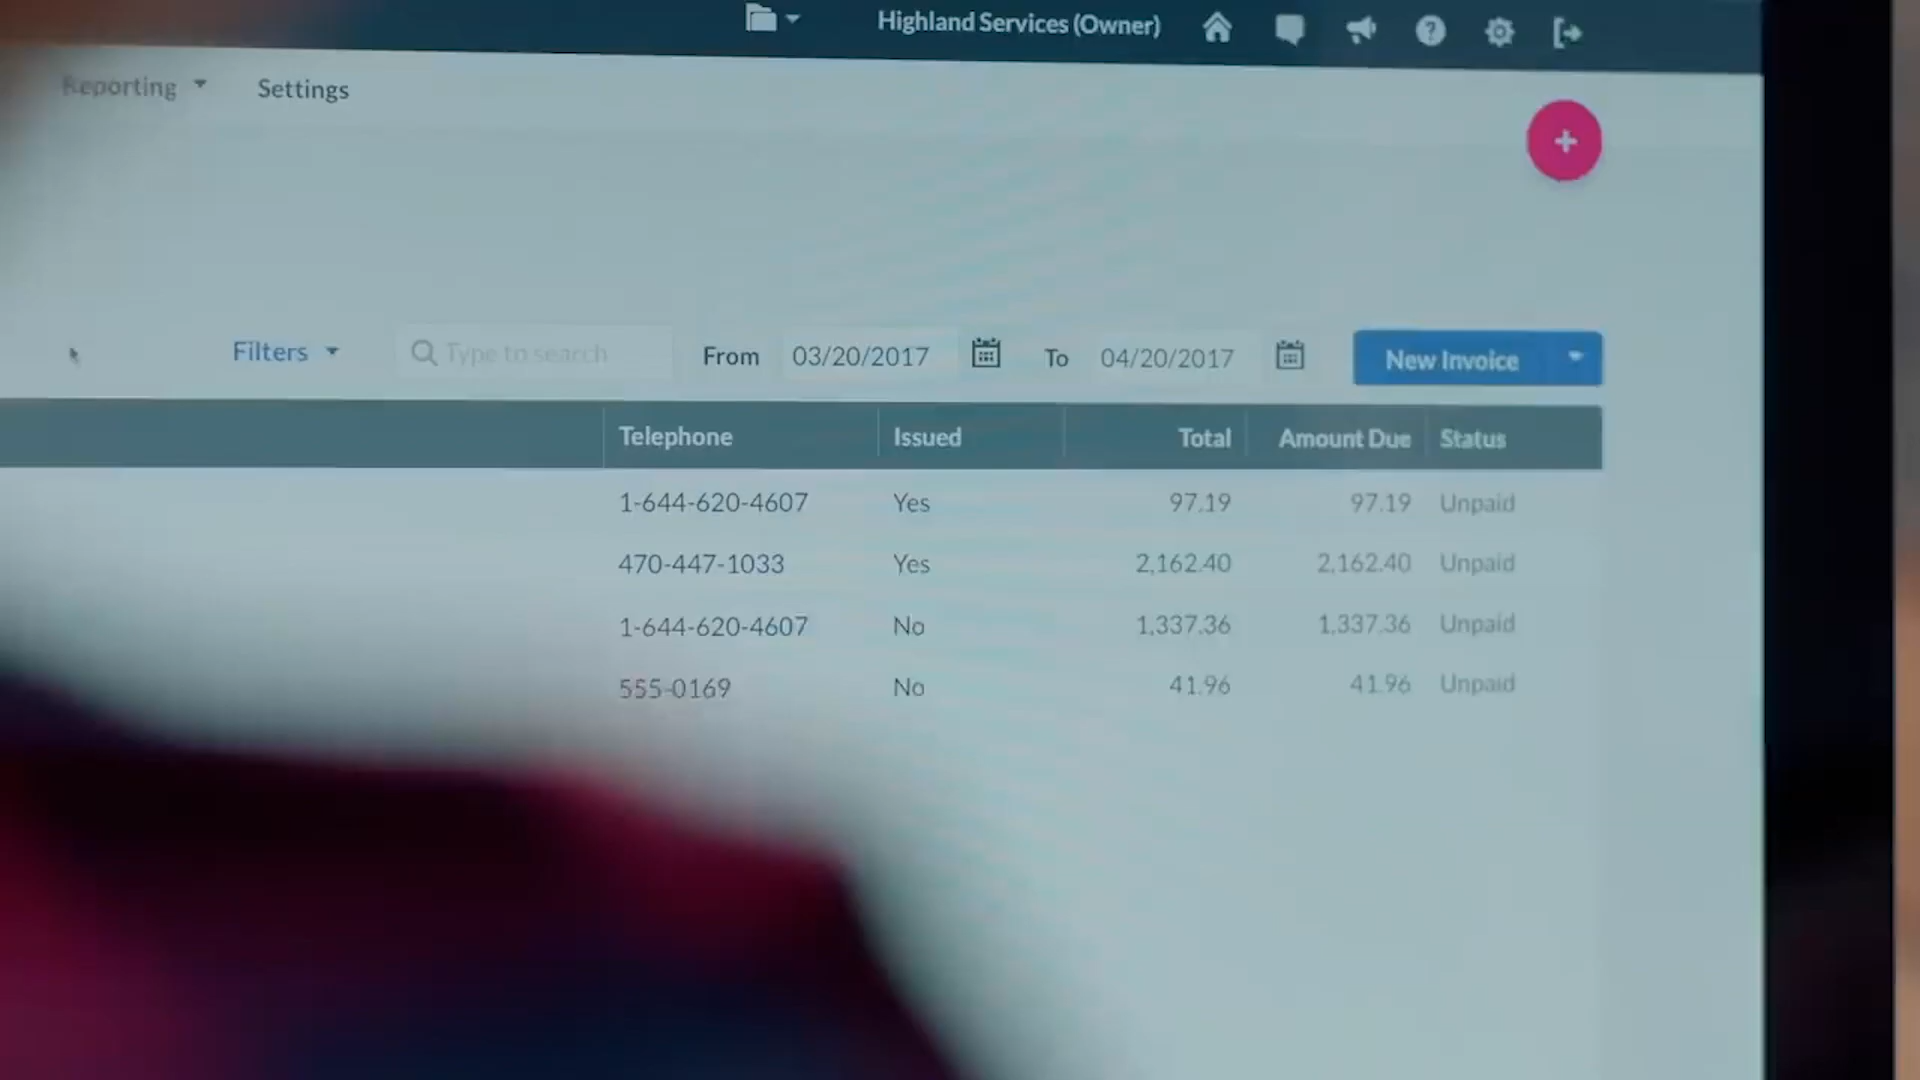 Highland Services (Owner)
Reporting Settings
Filters Type to search From 03/20/2017 To 04/20/2017 New Invoice
Telephone Issued Total Amount Due Status
1-644-620-4607 Yes 97.19 97.19 Unpaid
470-447-1033 Yes 2,162.40 2,162.40 Unpaid
1-644-620-4607 No 1,337.36 1,337.36 Unpaid
555-0169 No 41.96 41.96 Unpaid